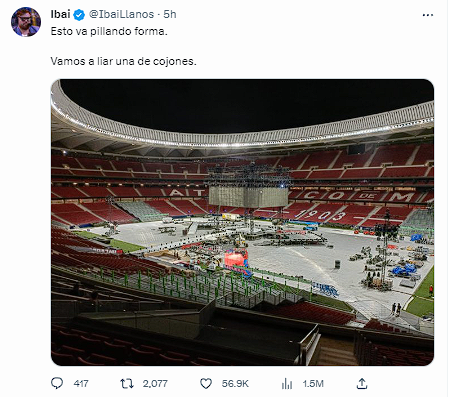 Ibai @IbaiLlanos · 5h
Esto va pillando forma.
Vamos a liar una de cojones.
DE M
1903
417 2,077 56.9K 1.5M